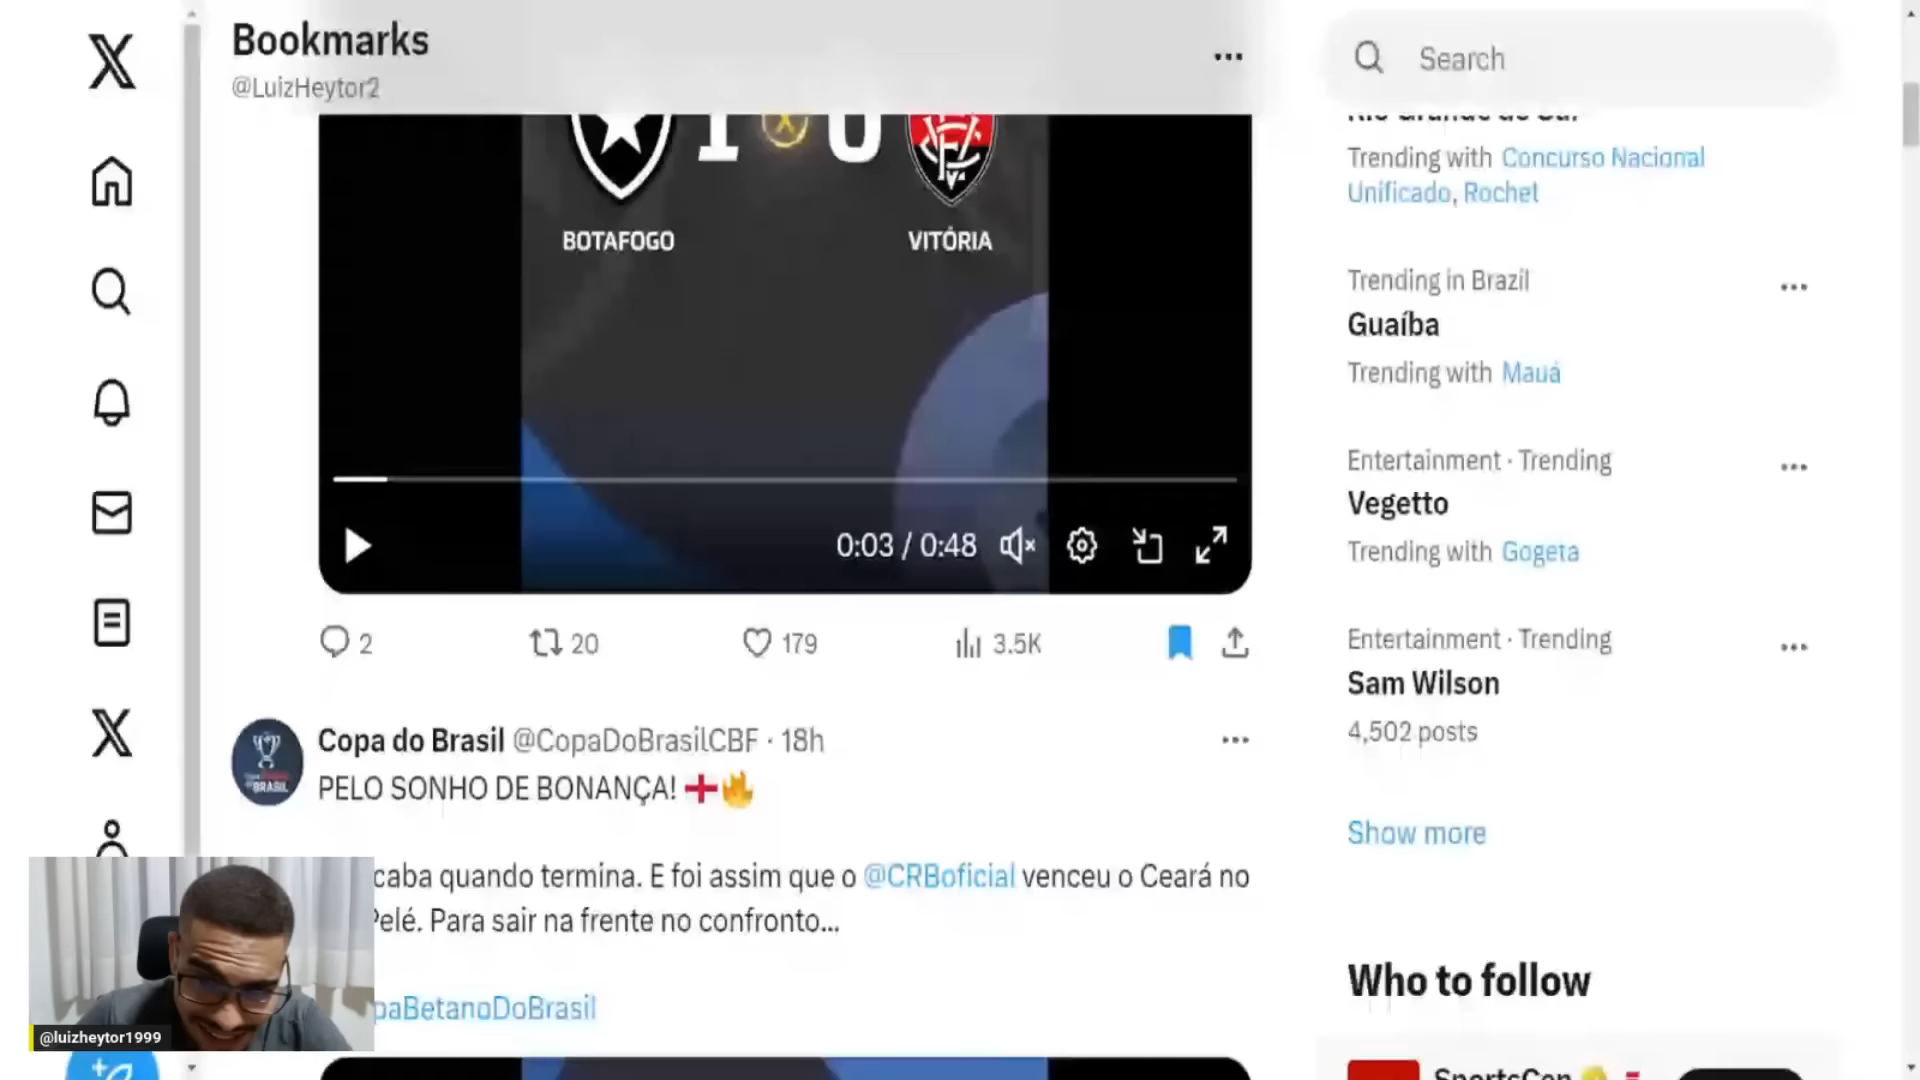 Bookmarks
@LuizHeytor2
1 0
BOTAFOGO
VITÓRIA
0:03 / 0:48
2
20
179
3.5K
Copa do Brasil @CopaDoBrasilCBF · 18h
PELO SONHO DE BONANÇA!
caba quando termina. E foi assim que o @CRBoficial venceu o Ceará no
Pelé. Para sair na frente no confronto...
paBetanoDoBrasil
@luizheytor1999
Search
Trending with Concurso Nacional
Unificado, Rochet
Trending in Brazil
Guaíba
Trending with Mauá
Entertainment · Trending
Vegetto
Trending with Gogeta
Entertainment · Trending
Sam Wilson
4,502 posts
Show more
Who to follow